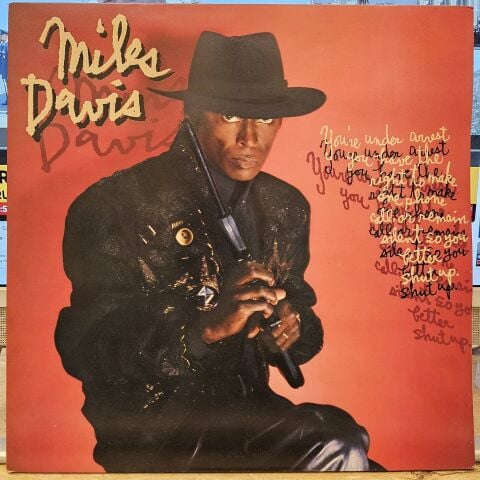 Miles
Davis
You're under arrest
you have the
right to make
one phone
call or remain
silent so you
better
shut up.